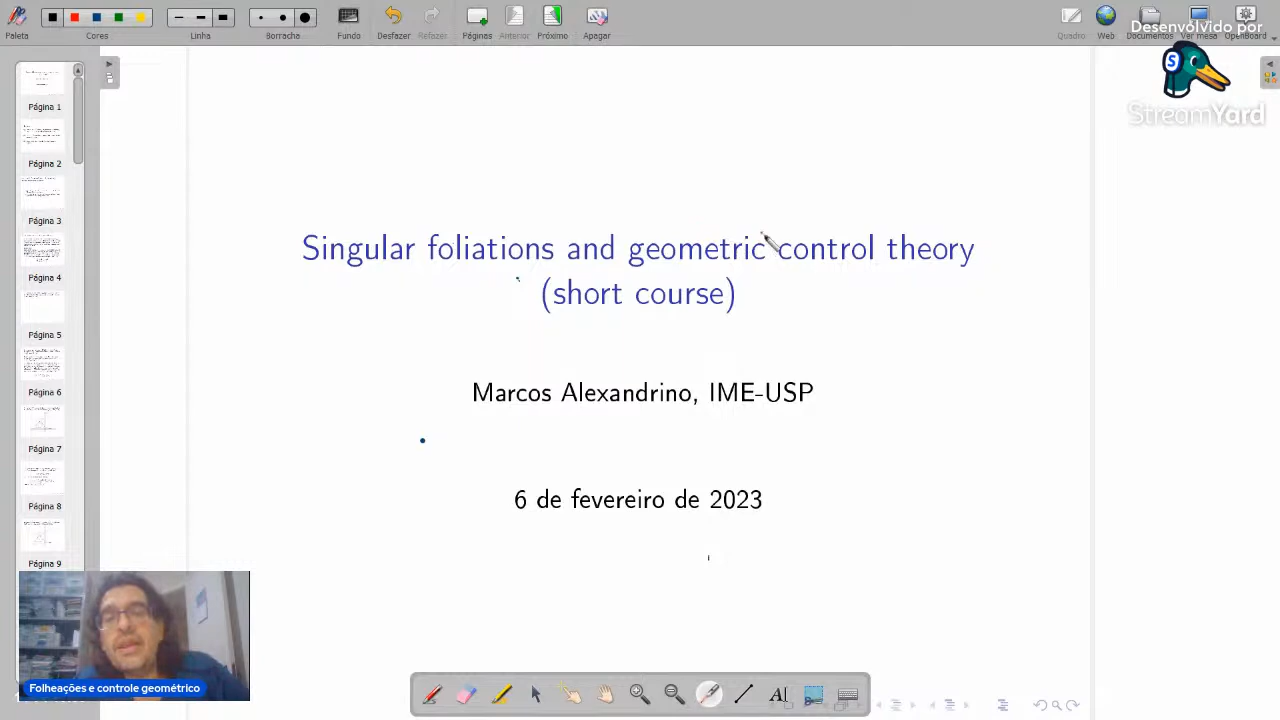 Paleta
Cores
Linha
Borracha
Fundo
Desfazer
Refazer
Páginas
Anterior
Próximo
Apagar
Quadro
Web
Documentos
Ver mesa
OpenBoard
Desenvolvido por
StreamYard
Página 1
Página 2
Página 3
Página 4
Página 5
Página 6
Página 7
Página 8
Página 9
Singular foliations and geometric control theory
(short course)
Marcos Alexandrino, IME-USP
6 de fevereiro de 2023
Folheações e controle geométrico